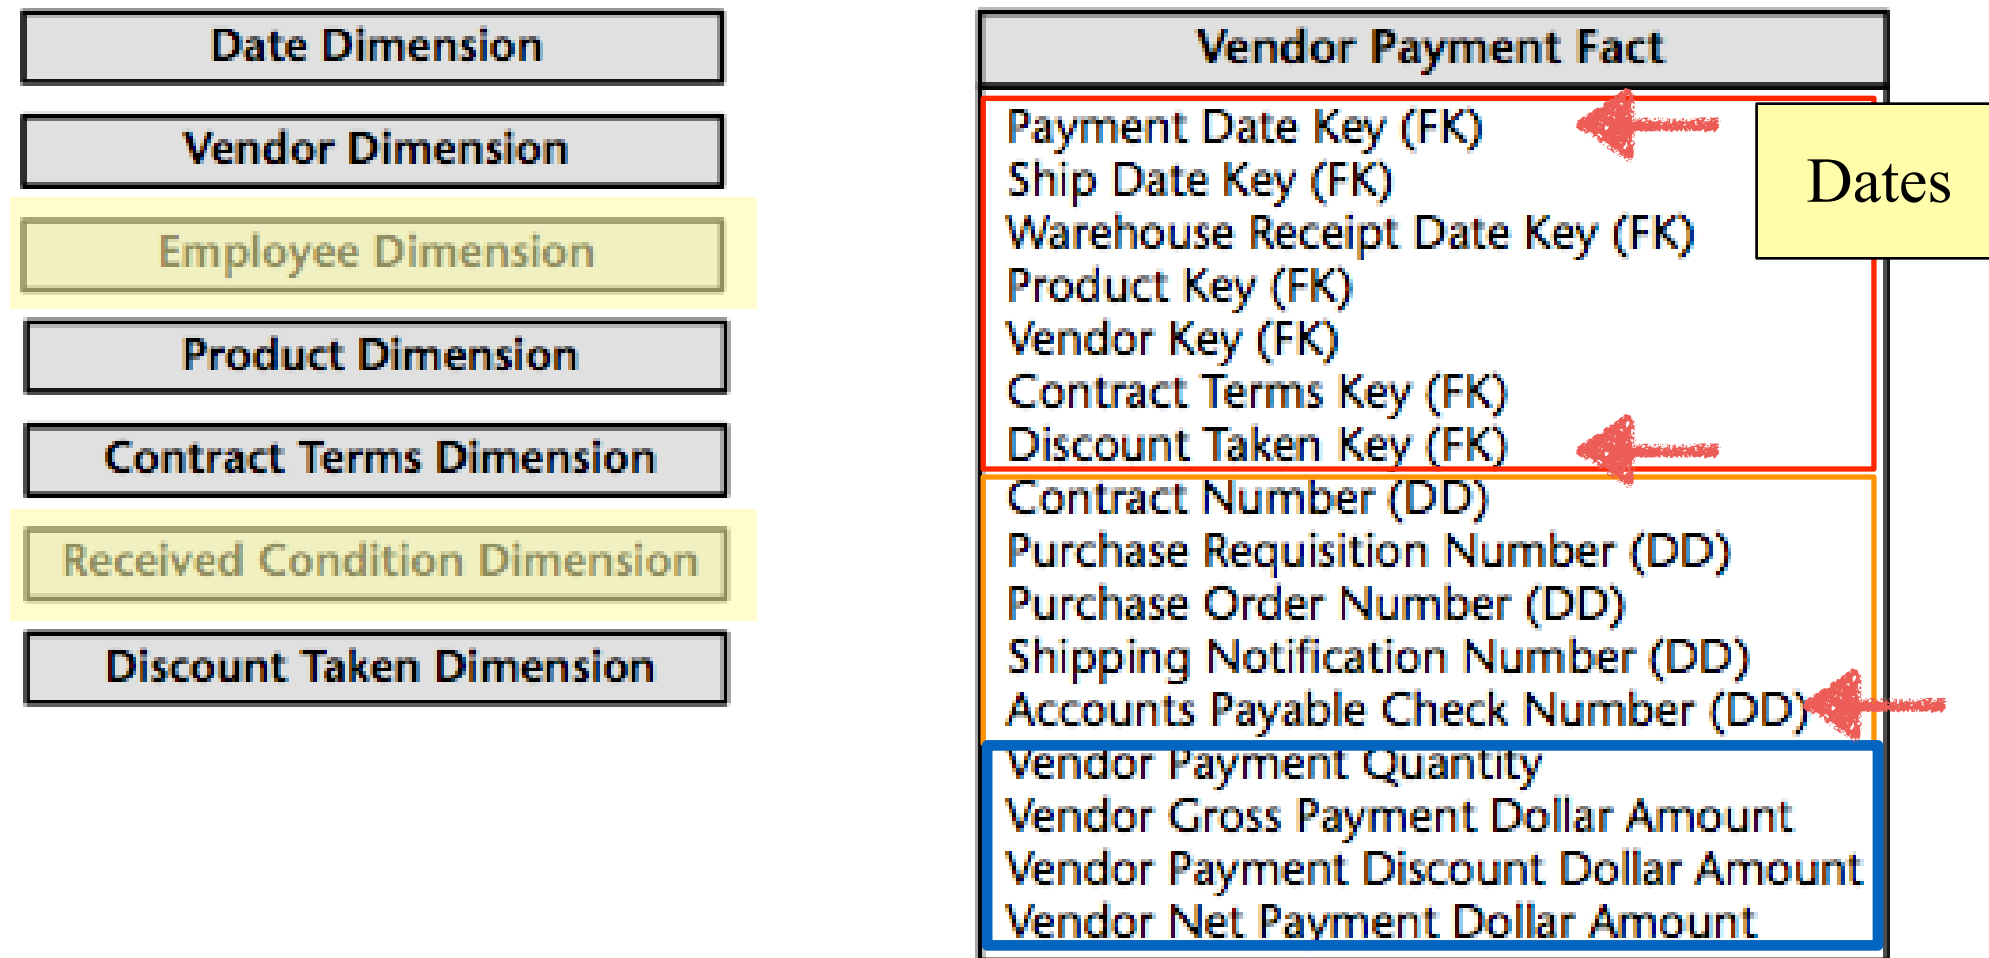 Date Dimension
Vendor Dimension
Employee Dimension
Product Dimension
Contract Terms Dimension
Received Condition Dimension
Discount Taken Dimension
Vendor Payment Fact
Payment Date Key (FK)
Ship Date Key (FK)
Warehouse Receipt Date Key (FK)
Product Key (FK)
Vendor Key (FK)
Contract Terms Key (FK)
Discount Taken Key (FK)
Contract Number (DD)
Purchase Requisition Number (DD)
Purchase Order Number (DD)
Shipping Notification Number (DD)
Accounts Payable Check Number (DD)
Vendor Payment Quantity
Vendor Gross Payment Dollar Amount
Vendor Payment Discount Dollar Amount
Vendor Net Payment Dollar Amount
Dates